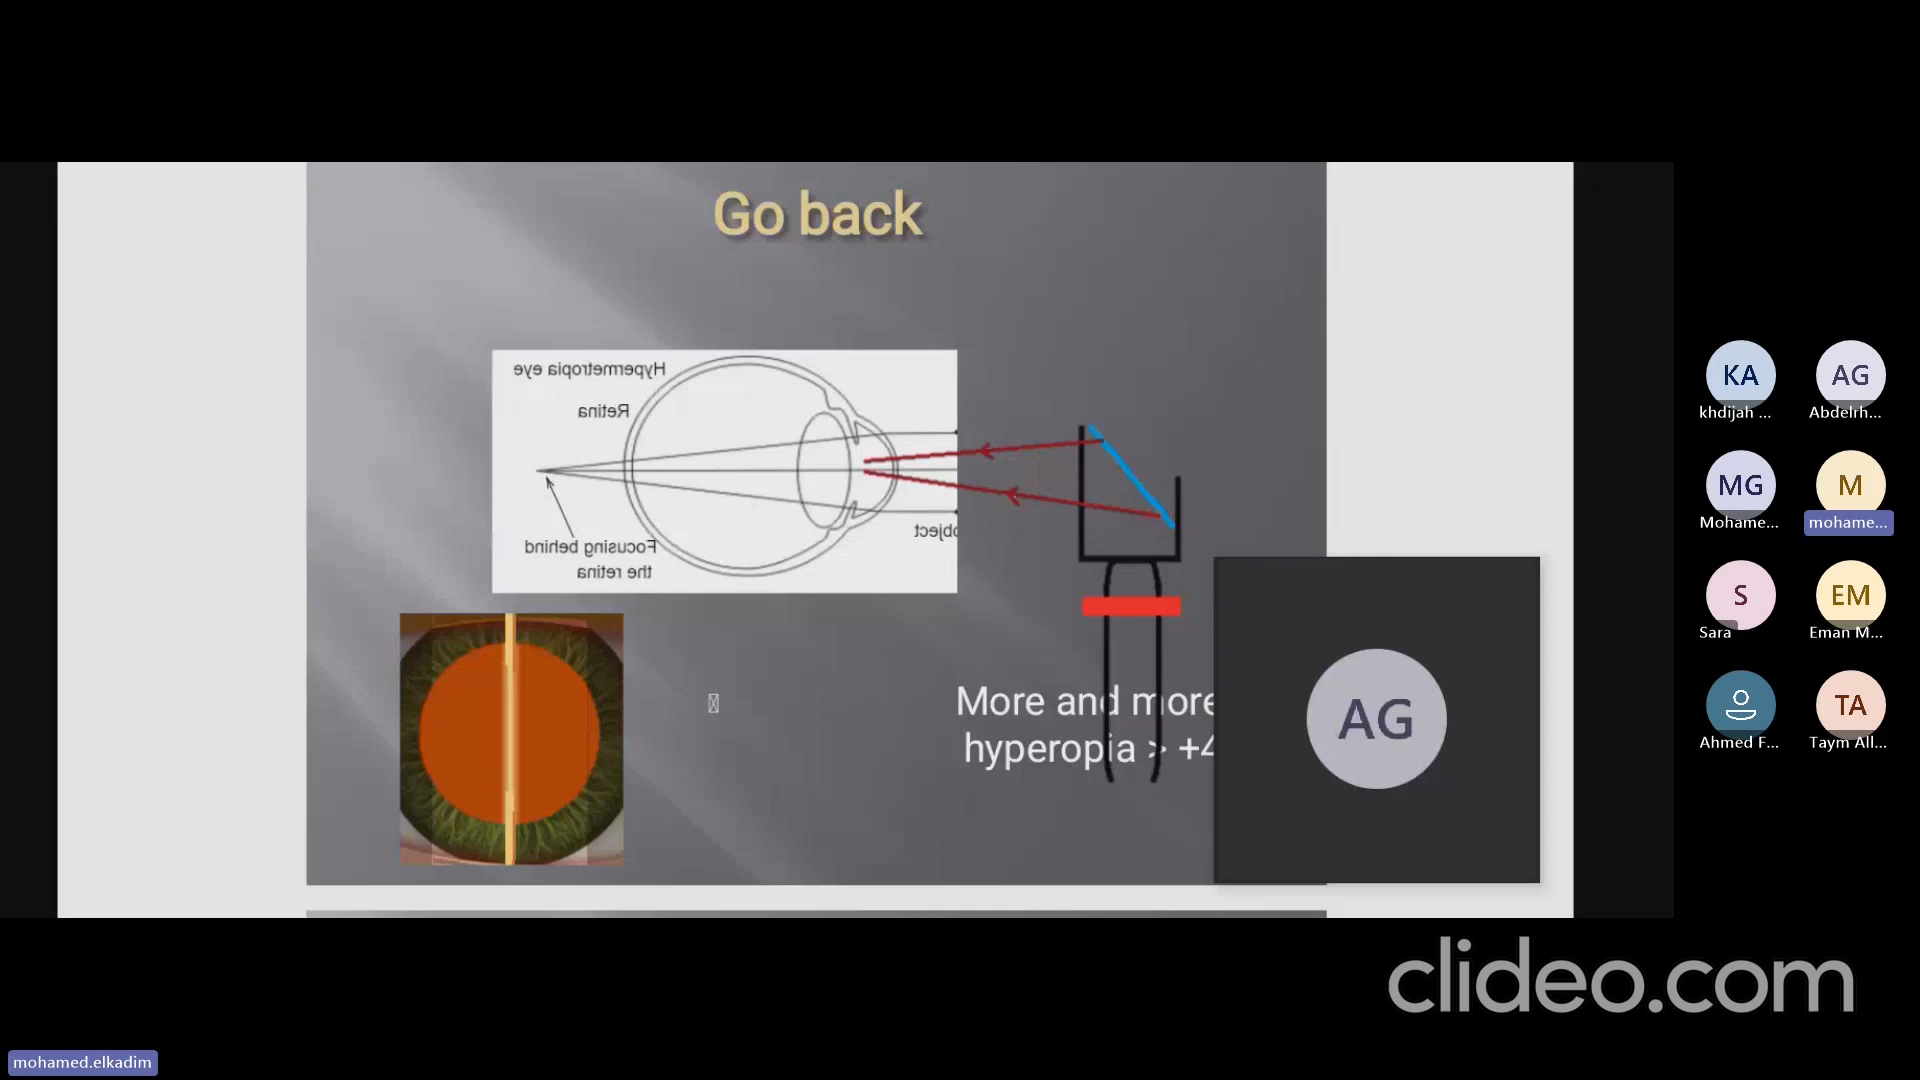 Go back
Hypermetropia eye
Retina
Focusing behind
the retina
object
More and more
hyperopia > +4
AG
KA
khdijah ...
AG
Abdelrh...
MG
Mohame...
M
mohame...
S
Sara
EM
Eman M...
Ahmed F...
TA
Taym All...
clideo.com
mohamed.elkadim